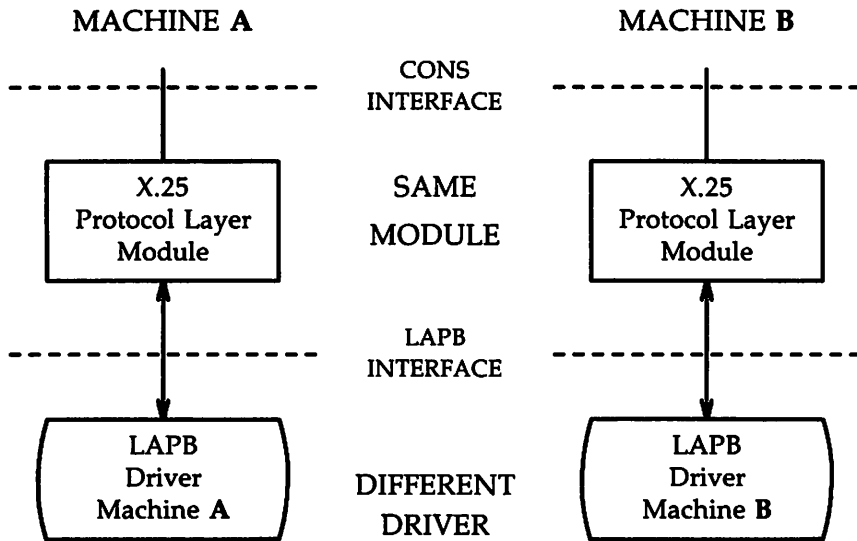 MACHINE A
MACHINE B
CONS
INTERFACE
X.25
Protocol Layer
Module
SAME
MODULE
X.25
Protocol Layer
Module
LAPB
INTERFACE
LAPB
Driver
Machine A
DIFFERENT
DRIVER
LAPB
Driver
Machine B